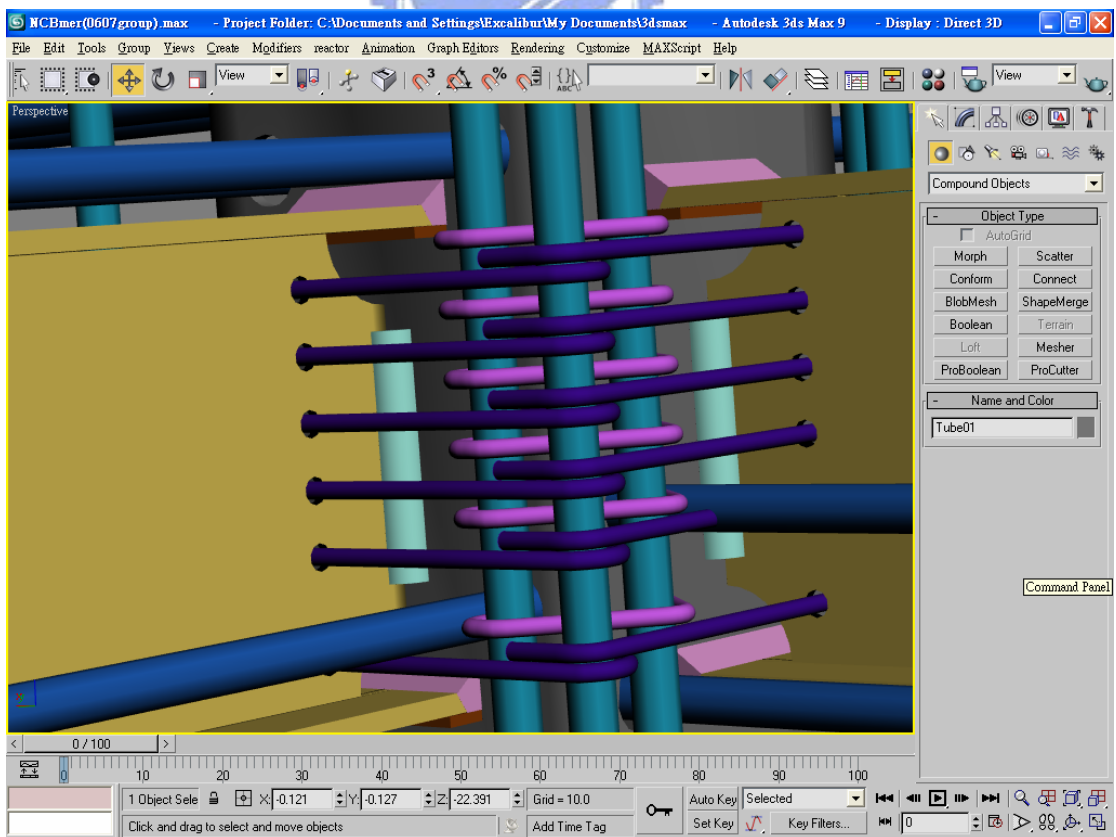 NCBmer(0607group).max - Project Folder: C:\Documents and Settings\Excalibur\My Documents\3dsmax - Autodesk 3ds Max 9 - Display : Direct 3D
File Edit Tools Group Views Create Modifiers reactor Animation Graph Editors Rendering Customize MAXScript Help
View
3
%
ABC
View
Perspective
Compound Objects
- Object Type
AutoGrid
Morph Scatter
Conform Connect
BlobMesh ShapeMerge
Boolean Terrain
Loft Mesher
ProBoolean ProCutter
- Name and Color
Tube01
Command Panel
y
< 0 / 100 >
0 10 20 30 40 50 60 70 80 90 100
1 Object Sele X: -0.121 Y: -0.127 Z: -22.391 Grid = 10.0 Auto Key Selected
Click and drag to select and move objects Add Time Tag Set Key Key Filters... 0